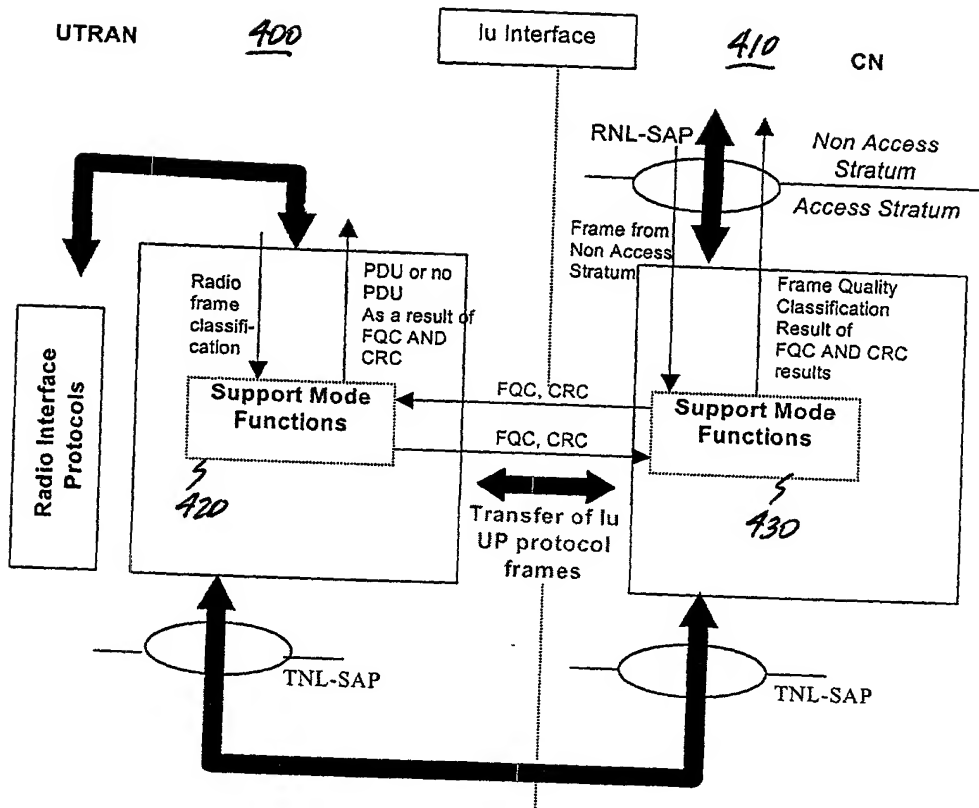 UTRAN
400
Iu Interface
410
CN
RNL-SAP
Non Access
Stratum
Access Stratum
Frame from
Non Access
Stratum
Radio
frame
classifi-
cation
PDU or no
PDU
As a result of
FQC AND
CRC
Frame Quality
Classification
Result of
FQC AND CRC
results
Radio Interface
Protocols
Support Mode
Functions
FQC, CRC
FQC, CRC
Support Mode
Functions
420
430
Transfer of Iu
UP protocol
frames
TNL-SAP
TNL-SAP